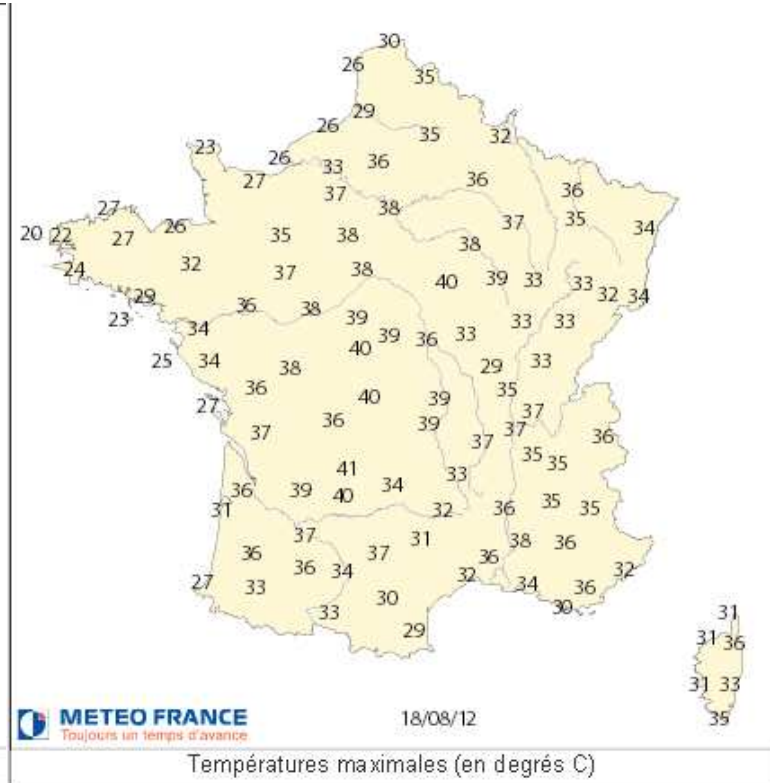 30
26 35
29
26 35 32
23 26 33 36
27 37 36 36
27 38
20 22 27 26 35 38 37 35 34
38
24 32 37 38 40 39 33 33 32 34
29
23 36 38 39 33 33
34 40 39 36 33
25 34 38 29 33
36 35
27 40 39 37
37 36 39 37 37 36
35 35
41 33
36 39 40 34 35
31 32 36 35
37 31 38 36
36 37 36
27 33 36 34 32 34 36 32
33 30 30 31
29 31 36
31 33
35
METEO FRANCE
Toujours un temps d'avance
18/08/12
Températures maximales (en degrés C)